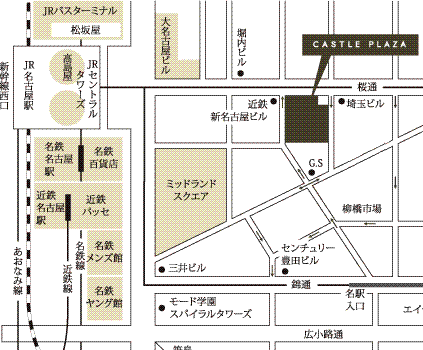 JRバスターミナル
松坂屋
大名古屋ビル
堀内ビル
CASTLE PLAZA
新幹線西口
JR名古屋駅
高島屋
JRセントラル
タワーズ
桜通
近鉄
新名古屋ビル
埼玉ビル
名鉄
名古屋
駅
名鉄
百貨店
G.S
ミッドランド
スクエア
近鉄
名古屋
駅
近鉄
パッセ
柳橋市場
名鉄
メンズ館
センチュリー
豊田ビル
三井ビル
あおなみ線
近鉄線
名鉄線
錦通
名鉄
ヤング館
モード学園
スパイラルタワーズ
名駅
入口
エイ
広小路通